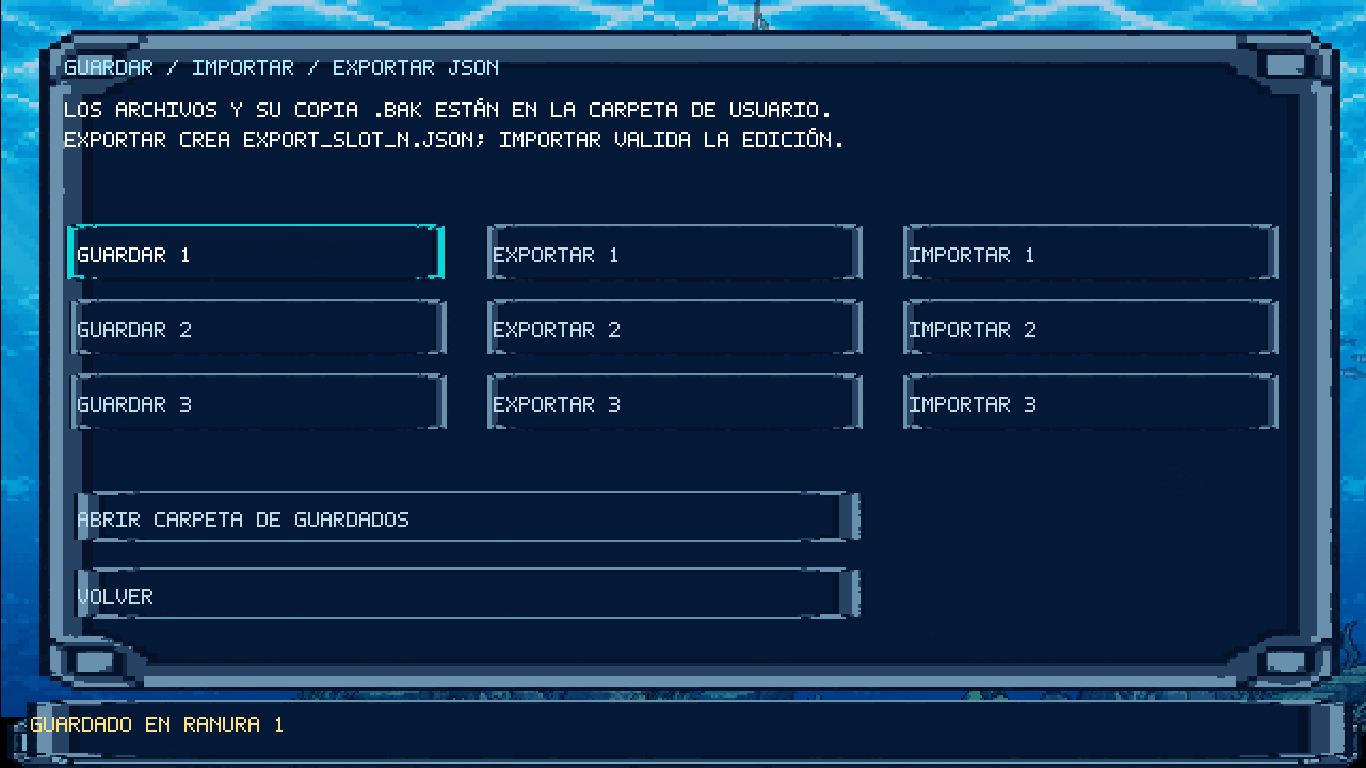 GUARDAR / IMPORTAR / EXPORTAR JSON
LOS ARCHIVOS Y SU COPIA .BAK ESTÁN EN LA CARPETA DE USUARIO.
EXPORTAR CREA EXPORT_SLOT_N.JSON; IMPORTAR VALIDA LA EDICIÓN.
GUARDAR 1
EXPORTAR 1
IMPORTAR 1
GUARDAR 2
EXPORTAR 2
IMPORTAR 2
GUARDAR 3
EXPORTAR 3
IMPORTAR 3
ABRIR CARPETA DE GUARDADOS
VOLVER
GUARDADO EN RANURA 1